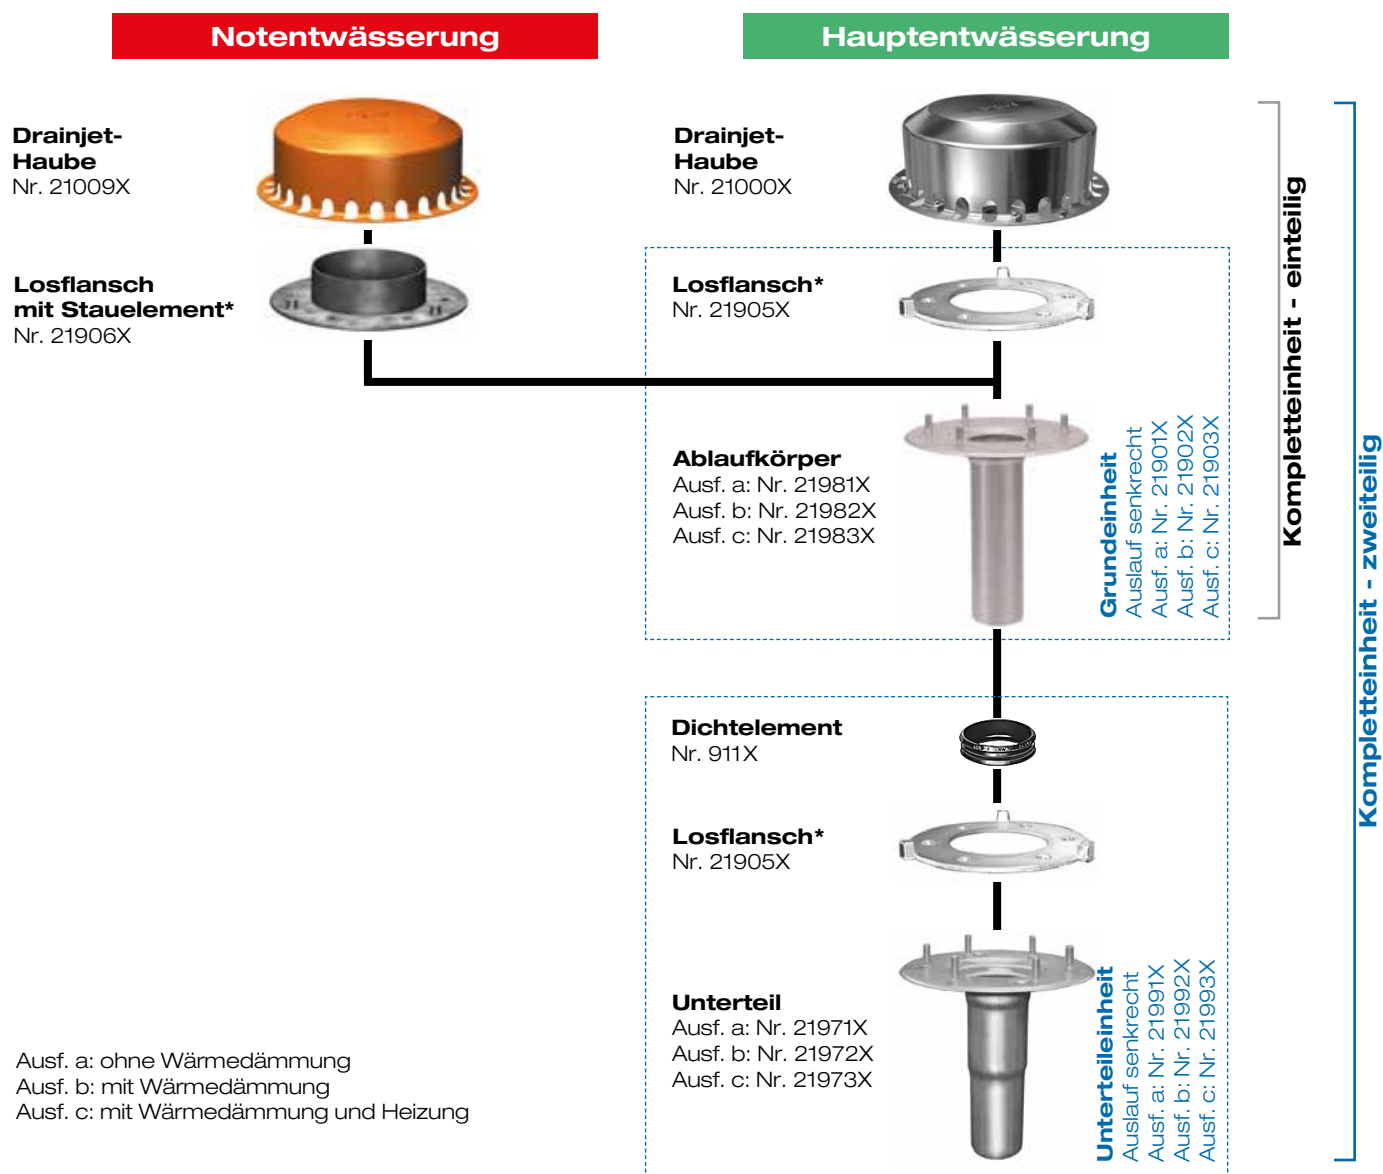 Notentwässerung
Hauptentwässerung
Drainjet-
Haube
Nr. 21009X
Losflansch
mit Stauelement*
Nr. 21906X
Drainjet-
Haube
Nr. 21000X
Losflansch*
Nr. 21905X
Ablaufkörper
Ausf. a: Nr. 21981X
Ausf. b: Nr. 21982X
Ausf. c: Nr. 21983X
Grundeinheit
Auslauf senkrecht
Ausf. a: Nr. 21901X
Ausf. b: Nr. 21902X
Ausf. c: Nr. 21903X
Kompletteinheit - einteilig
Kompletteinheit - zweiteilig
Dichtelement
Nr. 911X
Losflansch*
Nr. 21905X
Unterteil
Ausf. a: Nr. 21971X
Ausf. b: Nr. 21972X
Ausf. c: Nr. 21973X
Unterteileinheit
Auslauf senkrecht
Ausf. a: Nr. 21991X
Ausf. b: Nr. 21992X
Ausf. c: Nr. 21993X
Ausf. a: ohne Wärmedämmung
Ausf. b: mit Wärmedämmung
Ausf. c: mit Wärmedämmung und Heizung